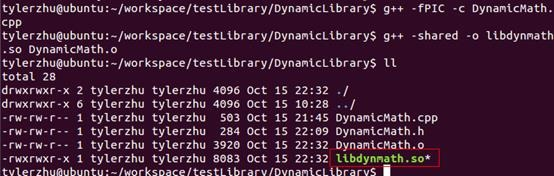 tylerzhu@ubuntu:~/workspace/testLibrary/DynamicLibrary$ g++ -fPIC -c DynamicMath.
cpp
tylerzhu@ubuntu:~/workspace/testLibrary/DynamicLibrary$ g++ -shared -o libdynmath
.so DynamicMath.o
tylerzhu@ubuntu:~/workspace/testLibrary/DynamicLibrary$ ll
total 28
drwxrwxr-x 2 tylerzhu tylerzhu 4096 Oct 15 22:32 ./
drwxrwxr-x 6 tylerzhu tylerzhu 4096 Oct 15 10:28 ../
-rw-rw-r-- 1 tylerzhu tylerzhu  503 Oct 15 21:45 DynamicMath.cpp
-rw-rw-r-- 1 tylerzhu tylerzhu  284 Oct 15 22:09 DynamicMath.h
-rw-rw-r-- 1 tylerzhu tylerzhu 3920 Oct 15 22:32 DynamicMath.o
-rwxrwxr-x 1 tylerzhu tylerzhu 8083 Oct 15 22:32 libdynmath.so*
tylerzhu@ubuntu:~/workspace/testLibrary/DynamicLibrary$